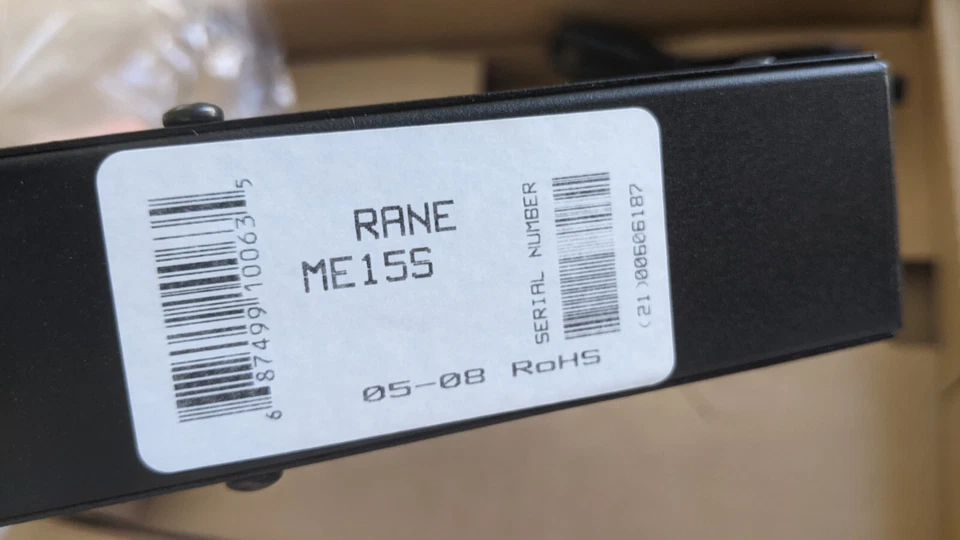 RANE
ME15S
05-08 RoHS
6 87499 10063 5
SERIAL NUMBER
(21)00606187